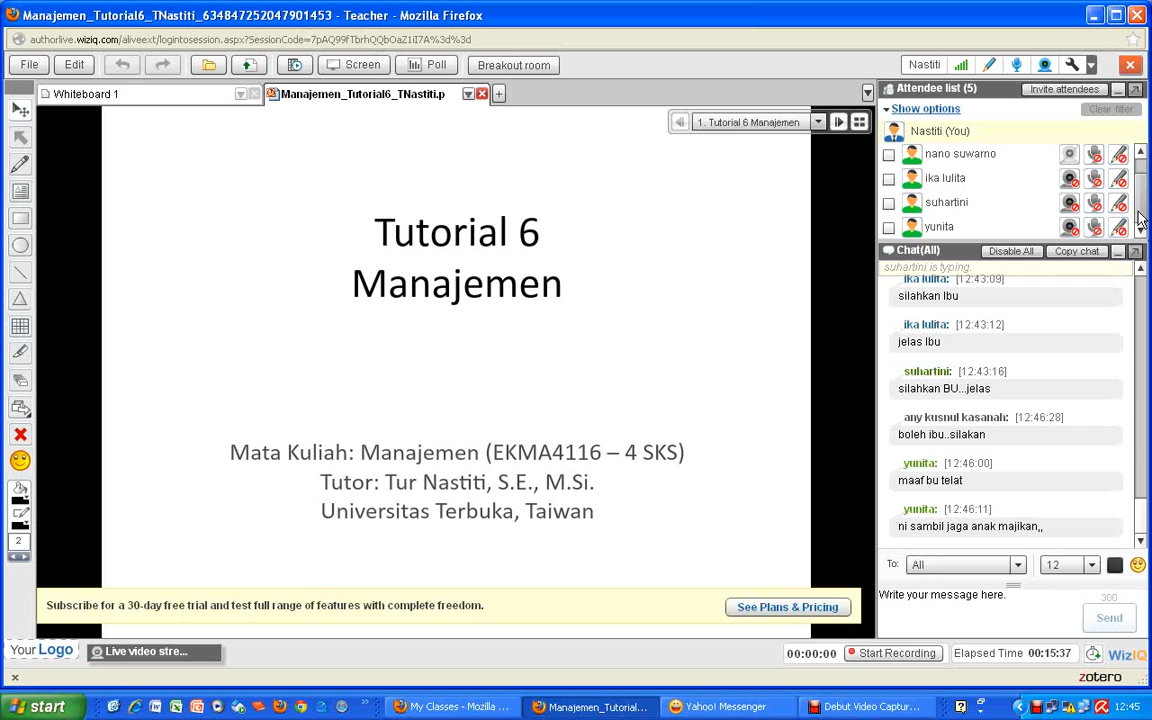 Manajemen_Tutorial6_TNastiti_634847252047901453 - Teacher - Mozilla Firefox
authorlive.wiziq.com/aliveext/logintosession.aspx?SessionCode=7pAQ99fTbrhQQbOaZ1iI7A%3d%3d
File Edit Screen Poll Breakout room Nastiti
Whiteboard 1 Manajemen_Tutorial6_TNastiti.p
Attendee list (5) Invite attendees
Show options Clear filter
1. Tutorial 6 Manajemen
Nastiti (You)
nano suwarno
ika lulita
suhartini
yunita
Tutorial 6
Manajemen
Mata Kuliah: Manajemen (EKMA4116 – 4 SKS)
Tutor: Tur Nastiti, S.E., M.Si.
Universitas Terbuka, Taiwan
Chat(All) Disable All Copy chat
suhartini is typing.
ika lulita: [12:43:09]
silahkan Ibu
ika lulita: [12:43:12]
jelas Ibu
suhartini: [12:43:16]
silahkan BU...jelas
any kusnul kasanah: [12:46:28]
boleh ibu..silakan
yunita: [12:46:00]
maaf bu telat
yunita: [12:46:11]
ni sambil jaga anak majikan,,
To: All 12
Write your message here.
300
Send
2
Subscribe for a 30-day free trial and test full range of features with complete freedom. See Plans & Pricing
Your Logo Live video stre... 00:00:00 Start Recording Elapsed Time 00:15:37 WizIQ
zotero
start My Classes - Mozilla ... Manajemen_Tutorial... Yahoo! Messenger Debut Video Captur... 12:45